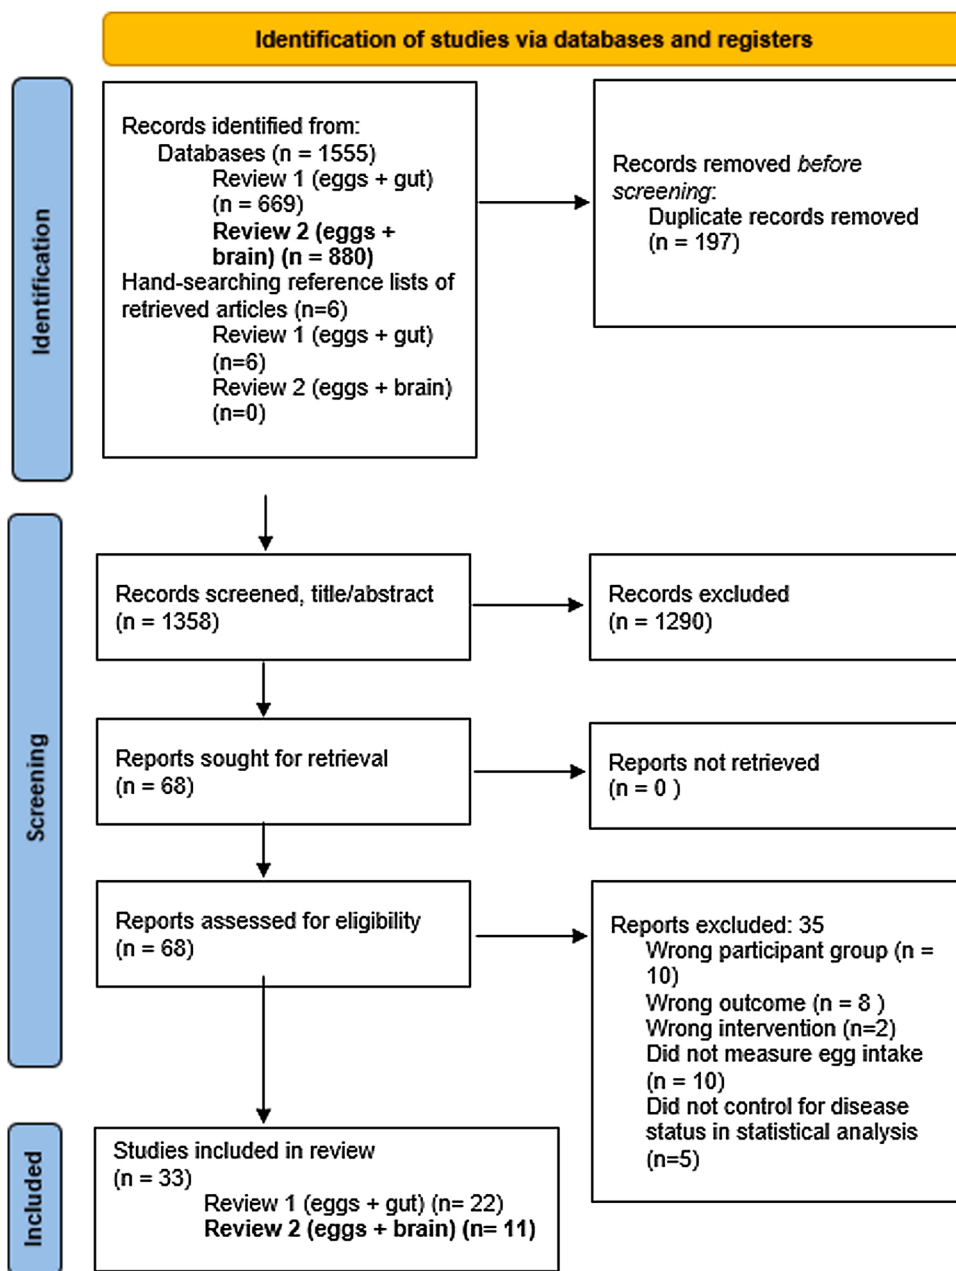 Identification of studies via databases and registers
Identification
Records identified from:
Databases (n = 1555)
Review 1 (eggs + gut)
(n = 669)
Review 2 (eggs +
brain) (n = 880)
Hand-searching reference lists of
retrieved articles (n=6)
Review 1 (eggs + gut)
(n=6)
Review 2 (eggs + brain)
(n=0)
Records removed before
screening:
Duplicate records removed
(n = 197)
Screening
Records screened, title/abstract
(n = 1358)
Records excluded
(n = 1290)
Reports sought for retrieval
(n = 68)
Reports not retrieved
(n = 0 )
Reports assessed for eligibility
(n = 68)
Reports excluded: 35
Wrong participant group (n =
10)
Wrong outcome (n = 8 )
Wrong intervention (n=2)
Did not measure egg intake
(n = 10)
Did not control for disease
status in statistical analysis
(n=5)
Included
Studies included in review
(n = 33)
Review 1 (eggs + gut) (n= 22)
Review 2 (eggs + brain) (n= 11)